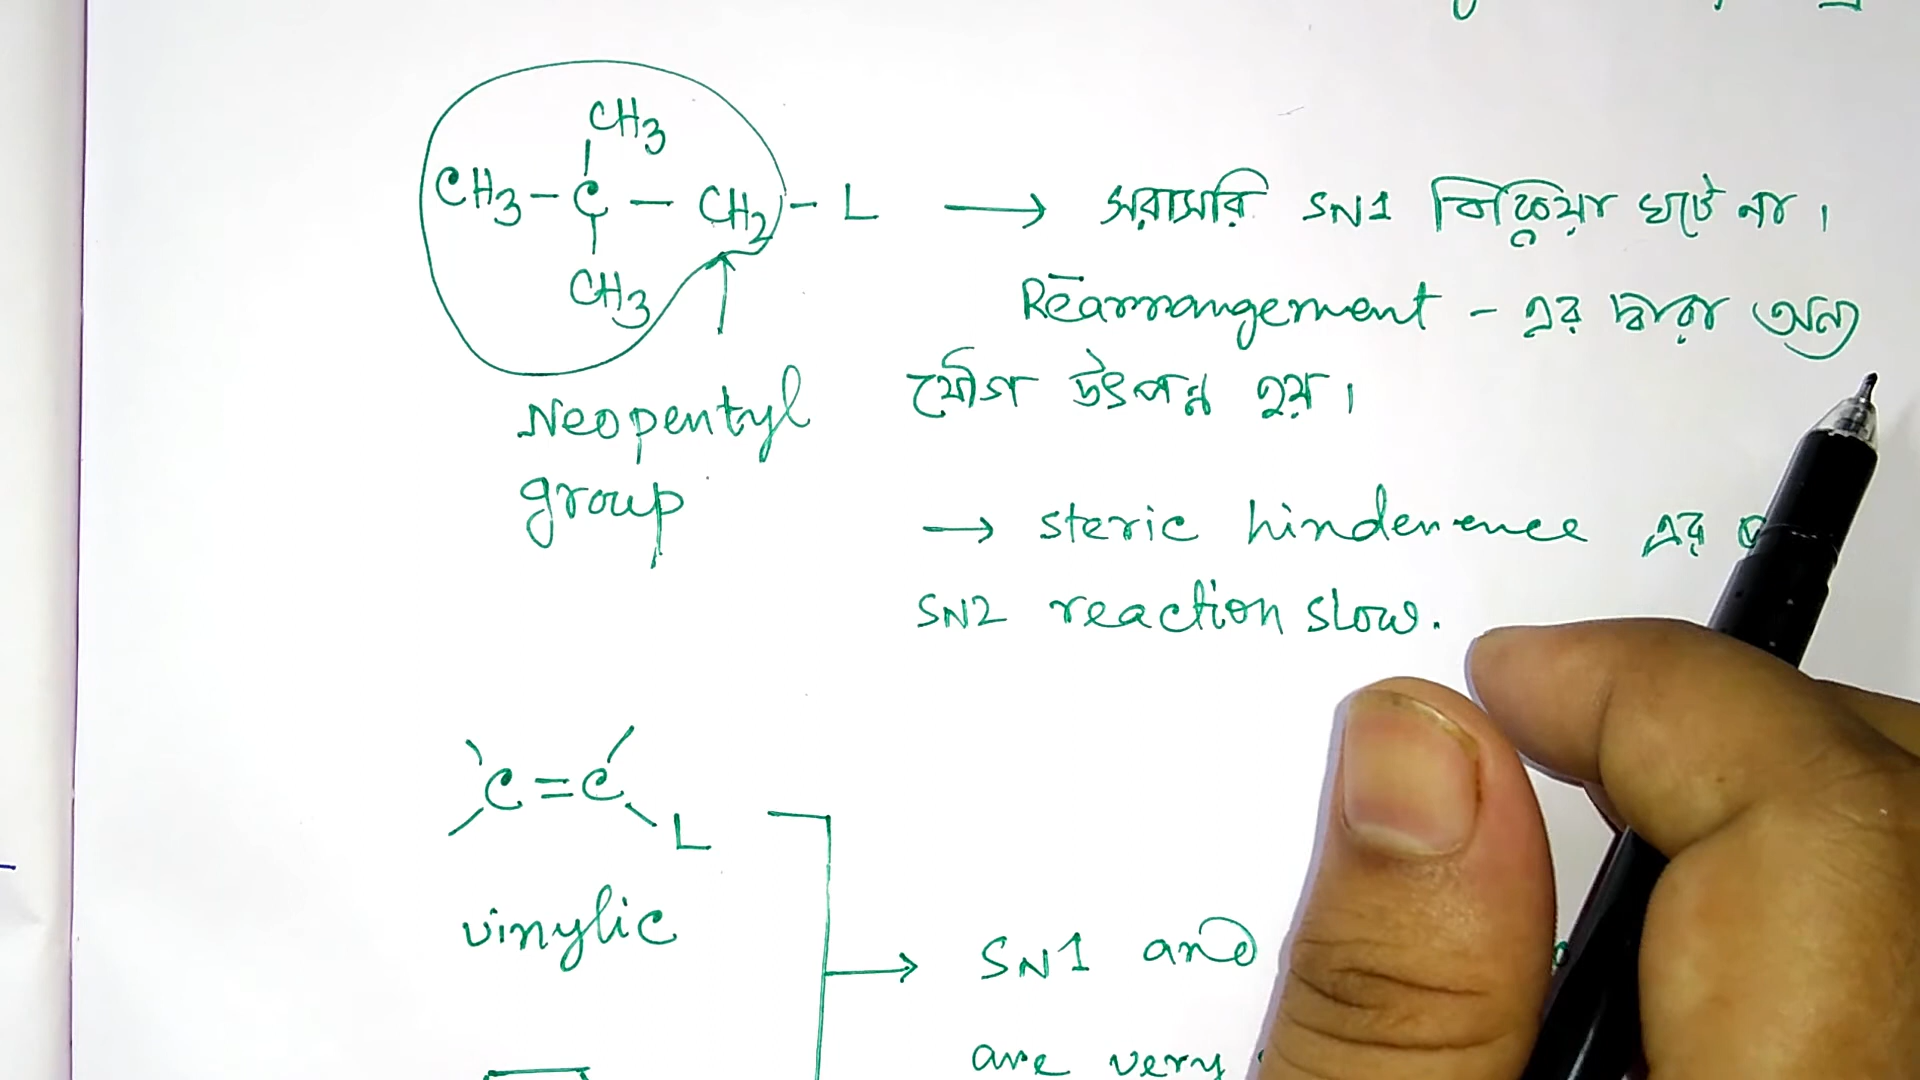 CH3
CH3 - C - CH2 - L → সরাসরি SN1 বিক্রিয়া ঘটে না।
CH3
Rearrangement - এর দ্বারা অন্য
যৌগ উৎপন্ন হয়।
Neopentyl
group
→ steric hinderence এর
SN2 reaction slow.
C = C
L
vinylic
→ SN1 and
are very